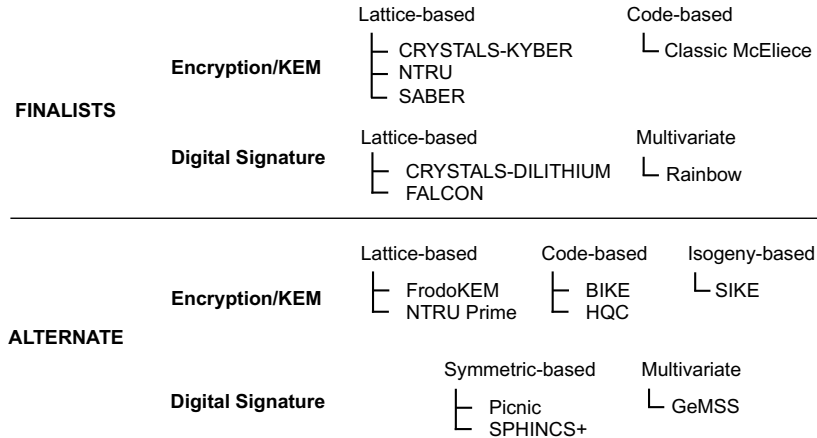 Lattice-based Code-based
Encryption/KEM CRYSTALS-KYBER Classic McEliece
NTRU
SABER
FINALISTS
Lattice-based Multivariate
Digital Signature CRYSTALS-DILITHIUM Rainbow
FALCON
Lattice-based Code-based Isogeny-based
Encryption/KEM FrodoKEM BIKE SIKE
NTRU Prime HQC
ALTERNATE
Symmetric-based Multivariate
Digital Signature Picnic GeMSS
SPHINCS+